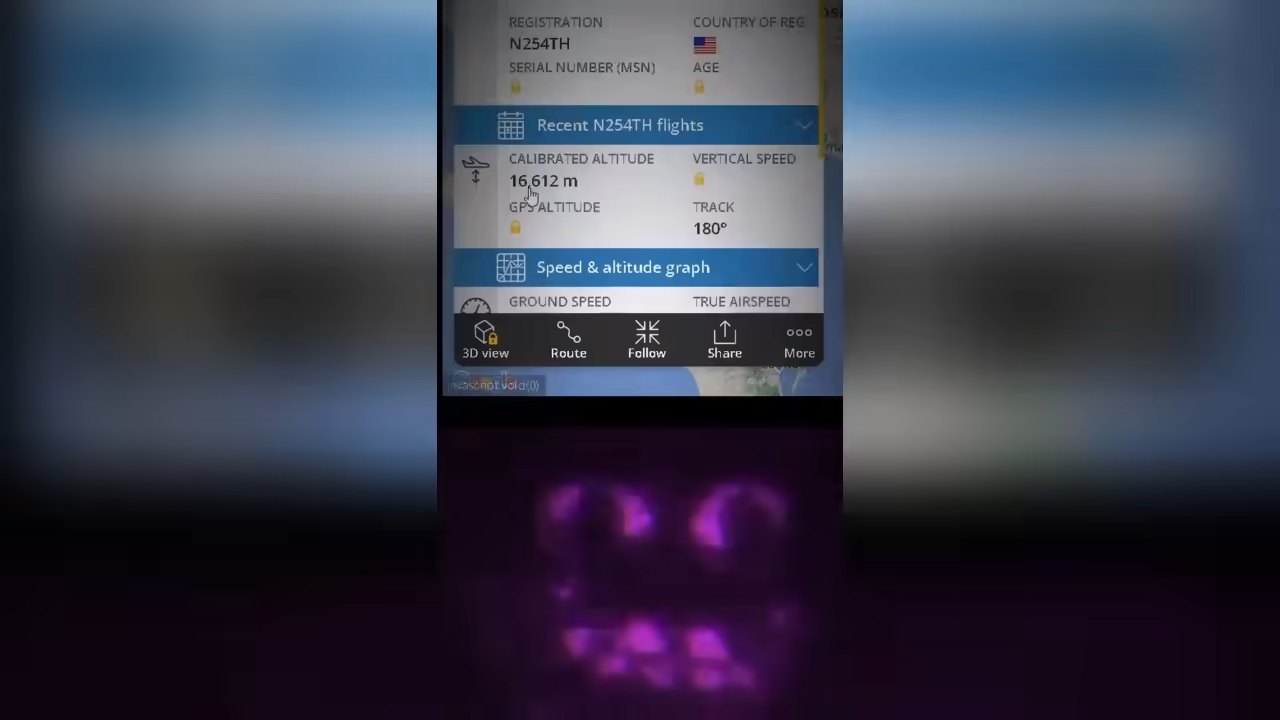 REGISTRATION COUNTRY OF REG
N254TH
SERIAL NUMBER (MSN) AGE
Recent N254TH flights
CALIBRATED ALTITUDE VERTICAL SPEED
16,612 m
GPS ALTITUDE TRACK
180°
Speed & altitude graph
GROUND SPEED TRUE AIRSPEED
3D view Route Follow Share More